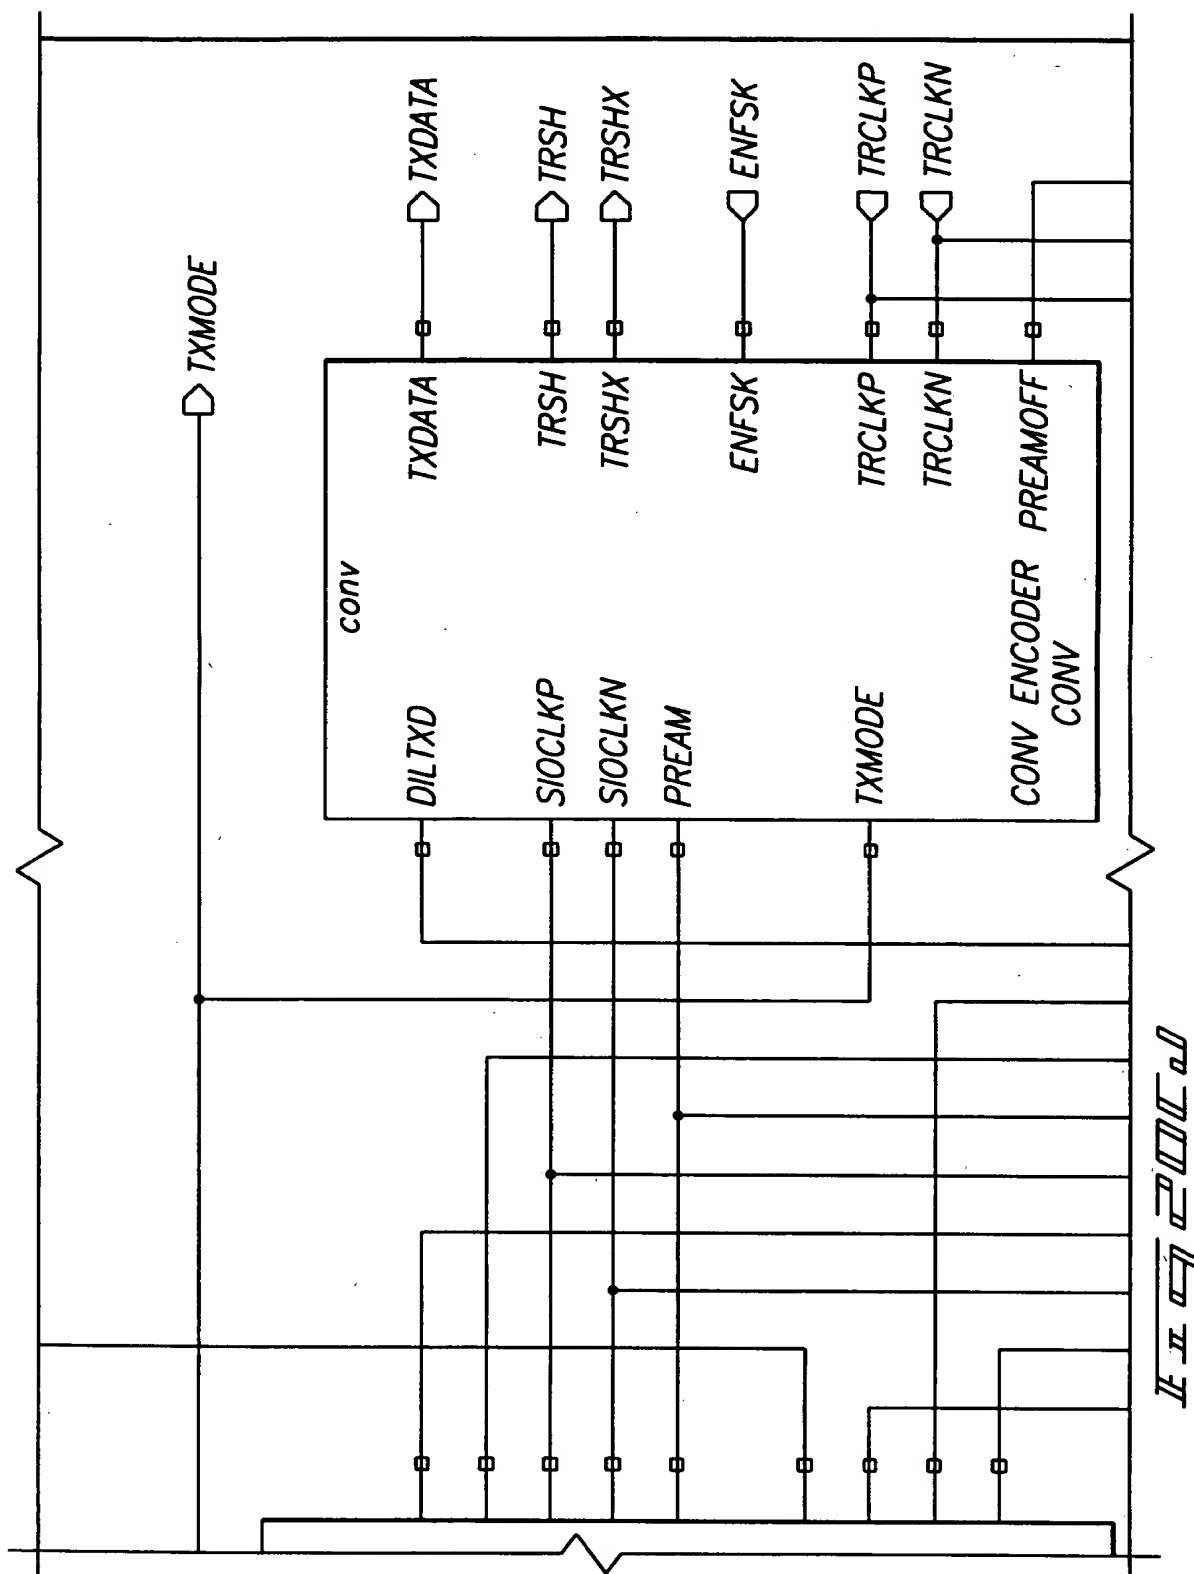 TXMODE
TXDATA
TRSH
TRSHX
ENFSK
TRCLKP
TRCLKN
conv
DILTXD
SIOCLKP
SIOCLKN
PREAM
TXMODE
TXDATA
TRSH
TRSHX
ENFSK
TRCLKP
TRCLKN
PREAMOFF
CONV ENCODER
CONV